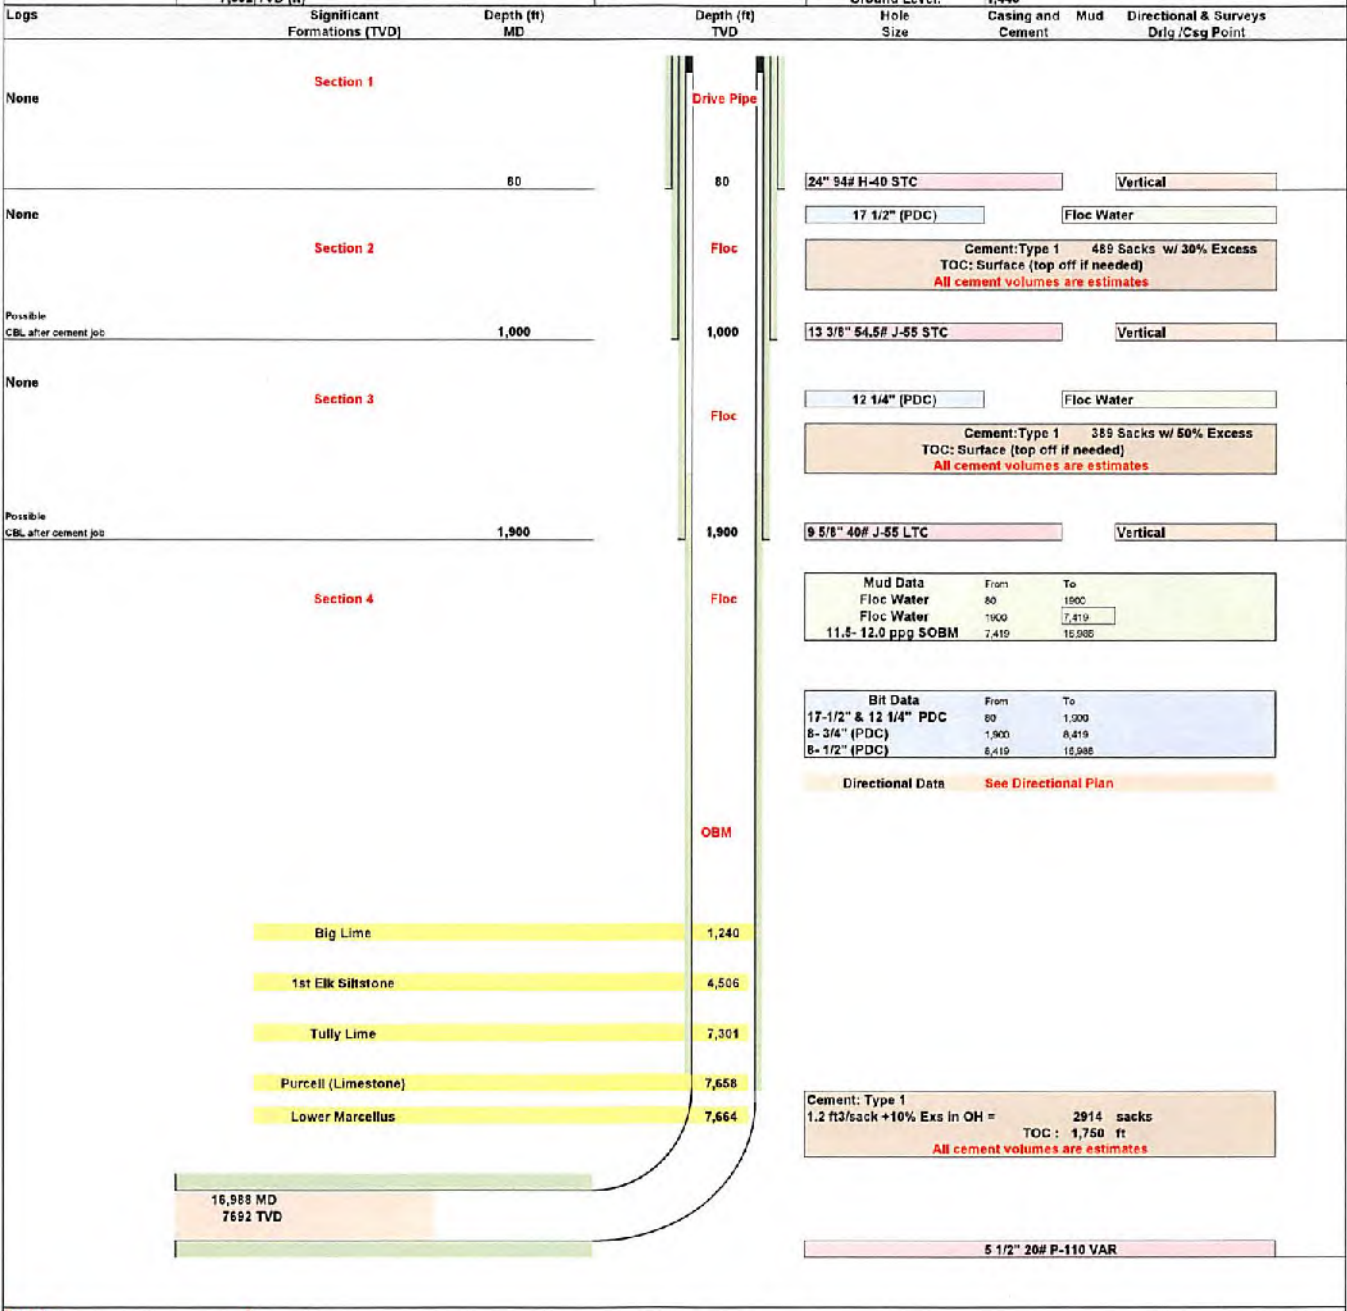 Ground Level:
Logs Significant Depth (ft) Depth (ft) Hole Casing and Mud Directional & Surveys
Formations (TVD) MD TVD Size Cement Drlg /Csg Point
Section 1
None Drive Pipe
80 80 24" 94# H-40 STC Vertical
None 17 1/2" (PDC) Floc Water
Section 2 Floc Cement:Type 1 489 Sacks w/ 30% Excess
TOC: Surface (top off if needed)
All cement volumes are estimates
Possible
CBL after cement job 1,000 1,000 13 3/8" 54.5# J-55 STC Vertical
None
Section 3 12 1/4" (PDC) Floc Water
Floc
Cement:Type 1 389 Sacks w/ 50% Excess
TOC: Surface (top off if needed)
All cement volumes are estimates
Possible
CBL after cement job 1,900 1,900 9 5/8" 40# J-55 LTC Vertical
Mud Data From To
Section 4 Floc Floc Water 80 1900
Floc Water 1900 7,419
11.5- 12.0 ppg SOBM 7,419 16,988
Bit Data From To
17-1/2" & 12 1/4" PDC 80 1,900
8- 3/4" (PDC) 1,900 8,419
8- 1/2" (PDC) 8,419 16,988
Directional Data See Directional Plan
OBM
Big Lime 1,240
1st Elk Siltstone 4,506
Tully Lime 7,301
Purcell (Limestone) 7,658
Cement: Type 1
Lower Marcellus 7,664 1.2 ft3/sack +10% Exs in OH = 2914 sacks
TOC : 1,750 ft
All cement volumes are estimates
16,988 MD
7692 TVD
5 1/2" 20# P-110 VAR